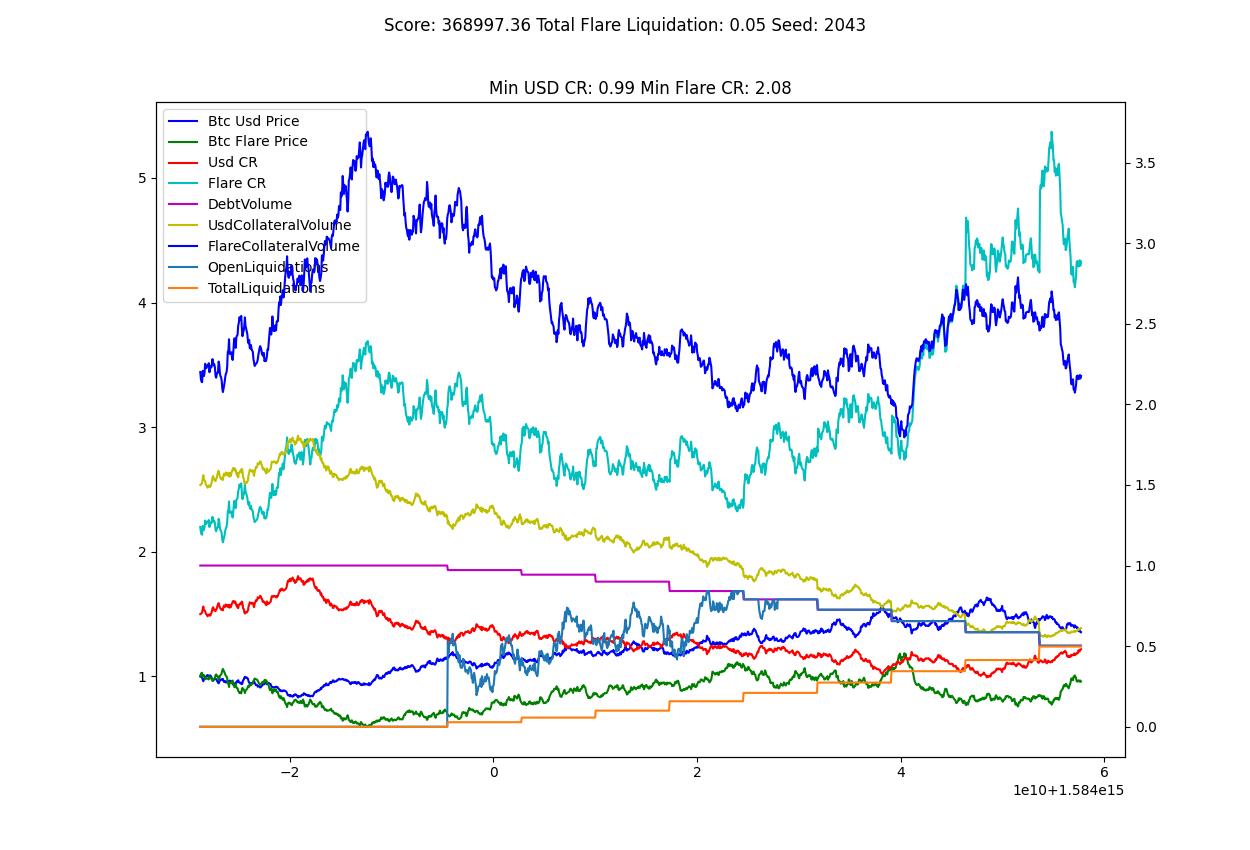 Score: 368997.36 Total Flare Liquidation: 0.05 Seed: 2043
Min USD CR: 0.99 Min Flare CR: 2.08
Btc Usd Price
Btc Flare Price
Usd CR
Flare CR
DebtVolume
UsdCollateralVolume
FlareCollateralVolume
OpenLiquidations
TotalLiquidations
5
4
3
2
1
3.5
3.0
2.5
2.0
1.5
1.0
0.5
0.0
−2 0 2 4 6
1e10+1.584e15